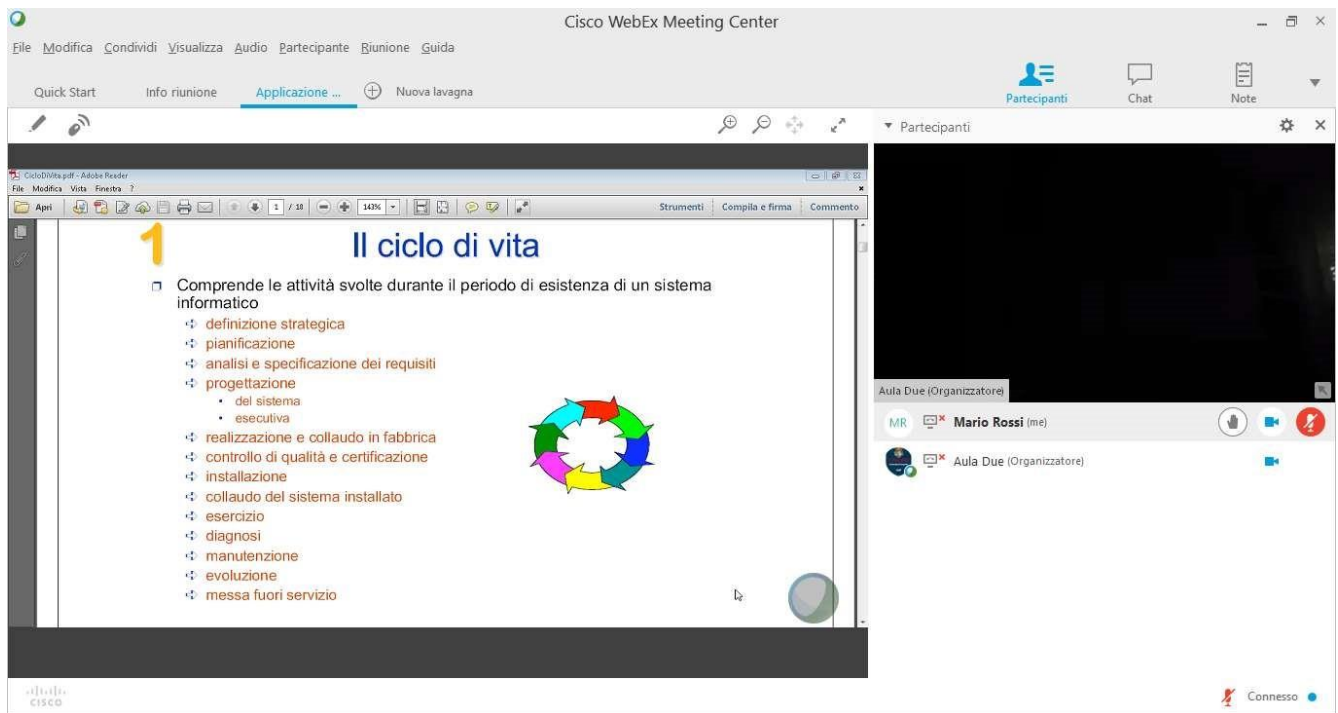 Cisco WebEx Meeting Center
File Modifica Condividi Visualizza Audio Partecipante Riunione Guida
Quick Start Info riunione Applicazione ... Nuova lavagna
Partecipanti Chat Note
Partecipanti
CicloDiVita.pdf - Adobe Reader
File Modifica Vista Finestra ?
Apri 1 / 18 143% Strumenti Compila e firma Commento
1
Il ciclo di vita
Comprende le attività svolte durante il periodo di esistenza di un sistema
informatico
definizione strategica
pianificazione
analisi e specificazione dei requisiti
progettazione
del sistema
esecutiva
realizzazione e collaudo in fabbrica
controllo di qualità e certificazione
installazione
collaudo del sistema installato
esercizio
diagnosi
manutenzione
evoluzione
messa fuori servizio
Aula Due (Organizzatore)
MR Mario Rossi (me)
Aula Due (Organizzatore)
CISCO
Connesso